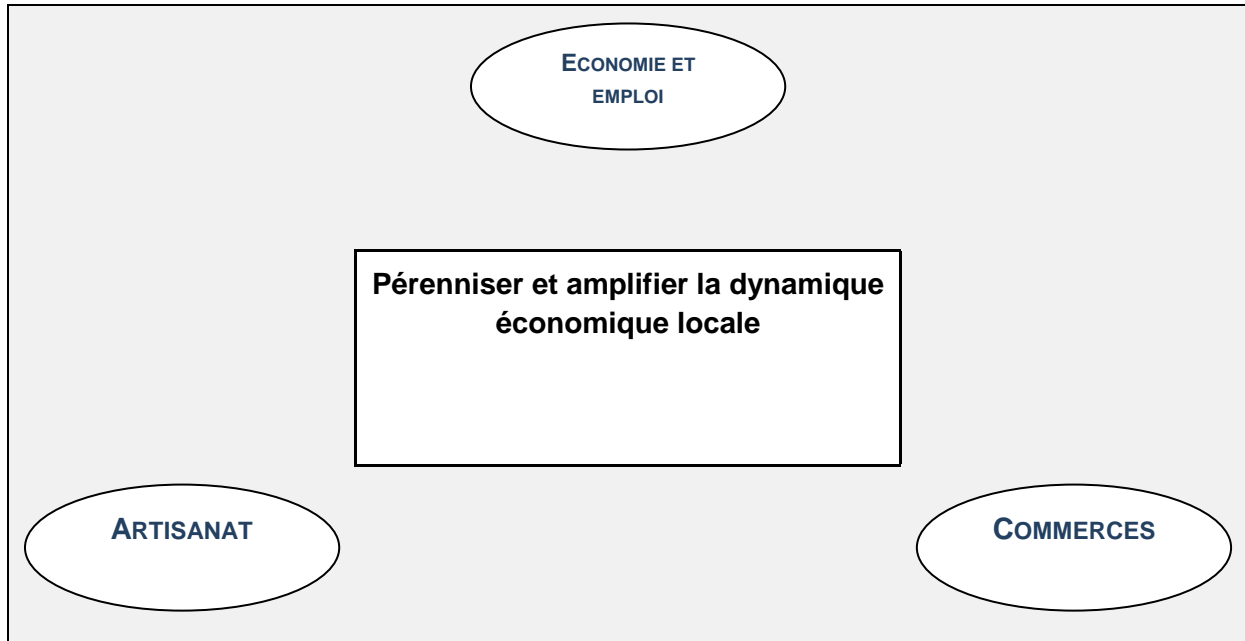 ECONOMIE ET
EMPLOI
Pérenniser et amplifier la dynamique
économique locale
ARTISANAT
COMMERCES